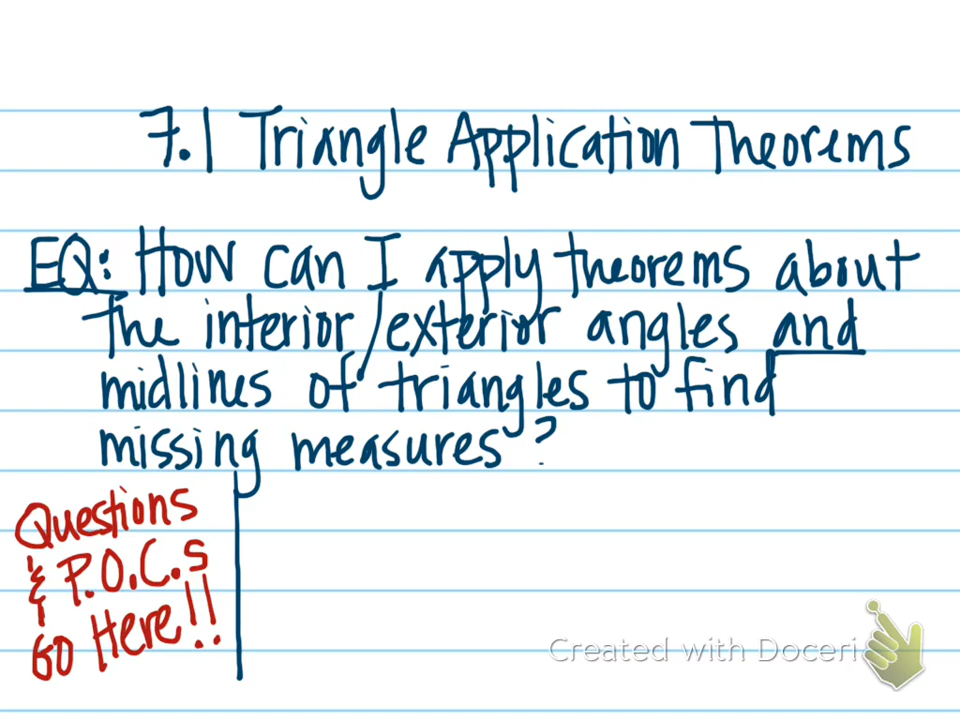 7.1 Triangle Application Theorems
EQ: How can I apply theorems about
the interior/exterior angles and
midlines of triangles to find
missing measures?
Questions
& P.O.C.s
Go Here!!
Created with Doceri